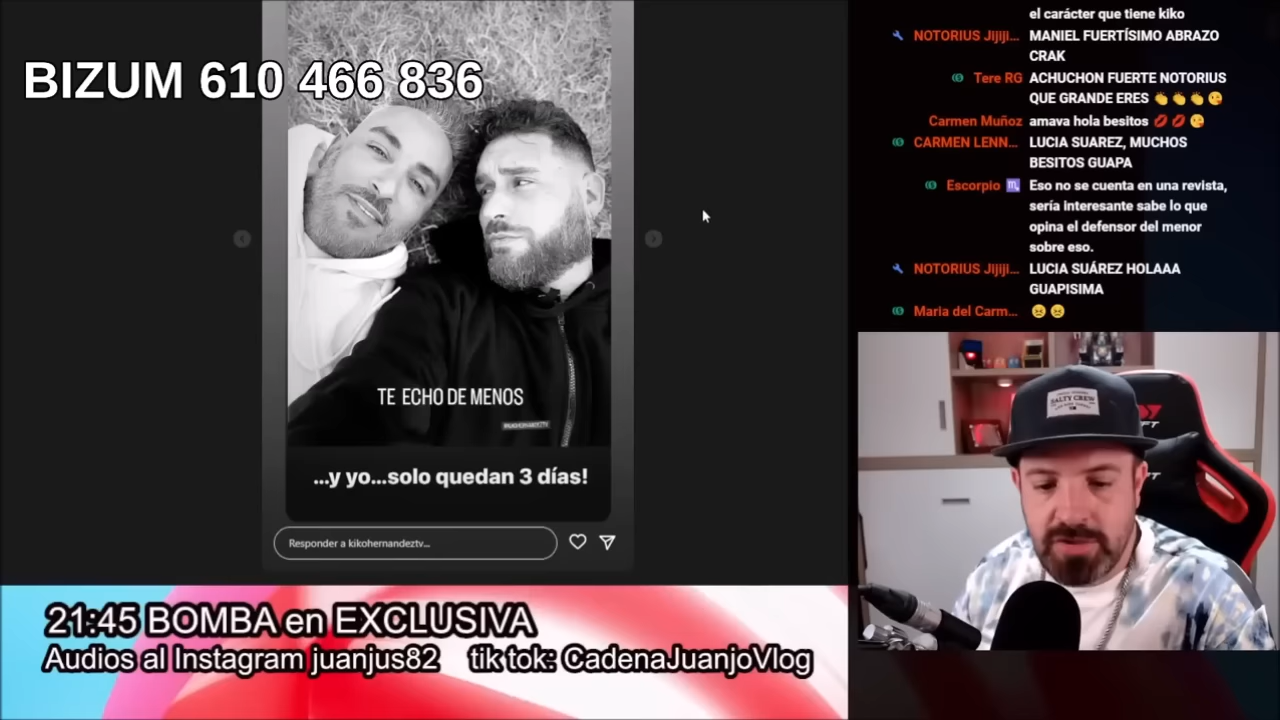 BIZUM 610 466 836
TE ECHO DE MENOS
...y yo...solo quedan 3 días!
Responder a kikohernandeztv...
21:45 BOMBA en EXCLUSIVA
Audios al Instagram juanjus82 tik tok: CadenaJuanjoVlog
el carácter que tiene kiko
NOTORIUS Jijiji... MANIEL FUERTÍSIMO ABRAZO
CRAK
Tere RG ACHUCHON FUERTE NOTORIUS
QUE GRANDE ERES 👏👏👏😘
Carmen Muñoz amava hola besitos 💋💋😘
CARMEN LENN... LUCIA SUAREZ, MUCHOS
BESITOS GUAPA
Escorpio ♏ Eso no se cuenta en una revista,
sería interesante sabe lo que
opina el defensor del menor
sobre eso.
NOTORIUS Jijiji... LUCIA SUÁREZ HOLAAA
GUAPISIMA
Maria del Carm... 😣😣
SALTY CREW